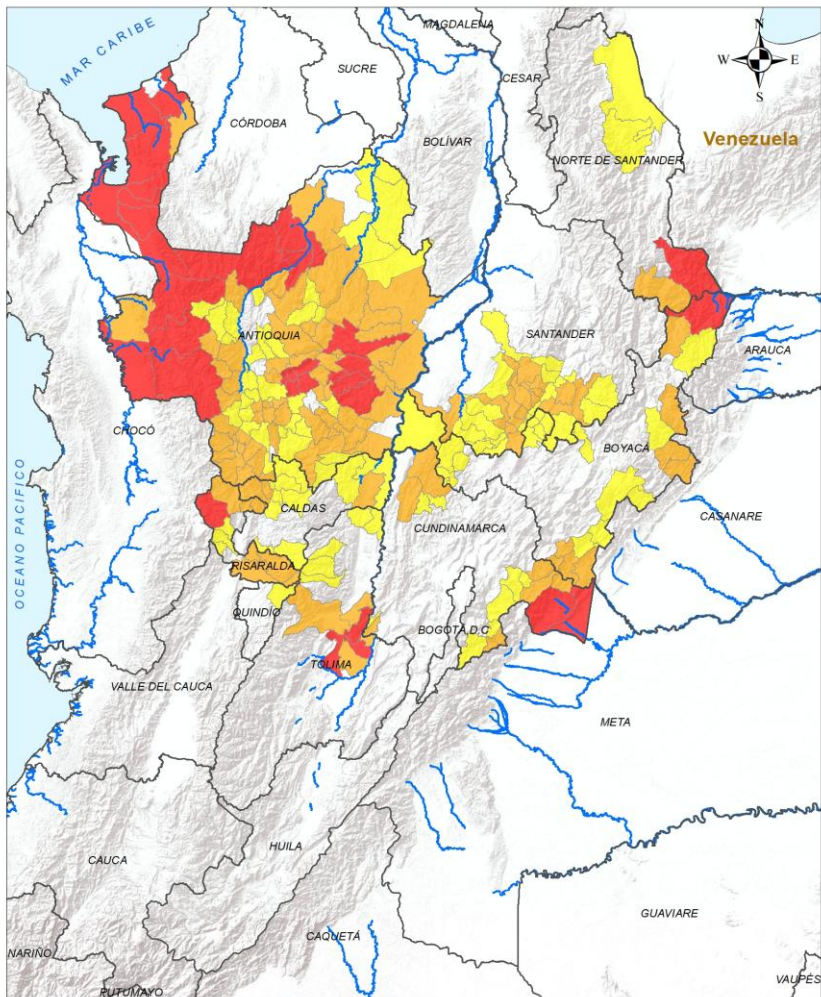 MAGDALENA
N
MAR CARIBE
SUCRE
W
E
CESAR
S
CÓRDOBA
BOLÍVAR
Venezuela
NORTE DE SANTANDER
ANTIOQUIA
SANTANDER
ARAUCA
CHOCÓ
BOYACÁ
OCEANO PACIFICO
CALDAS
CUNDINAMARCA
CASANARE
RISARALDA
QUINDÍO
BOGOTÁ, D.C
TOLIMA
VALLE DEL CAUCA
META
HUILA
CAUCA
GUAVIARE
CAQUETÁ
NARIÑO
PUTUMAYO
VAUPÉS